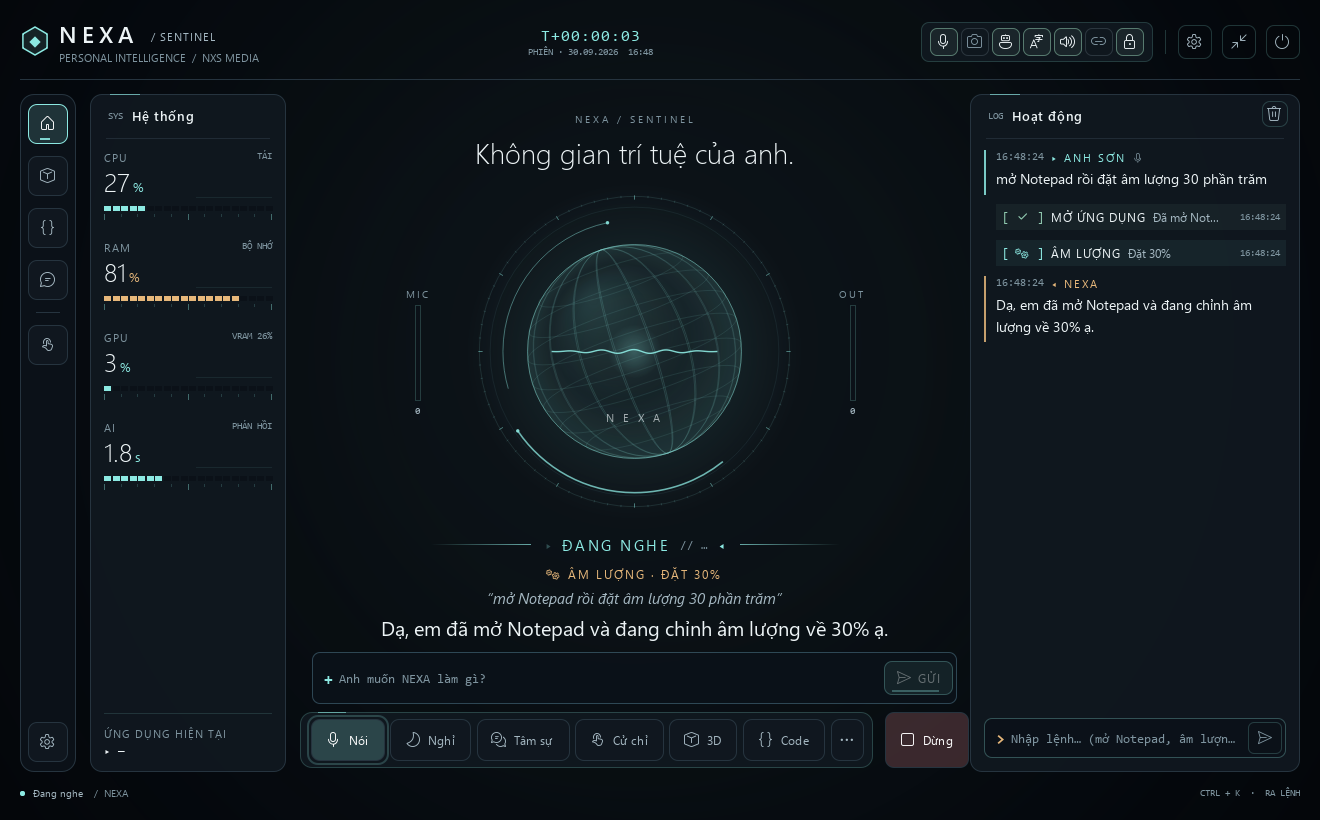 NEXA / SENTINEL
PERSONAL INTELLIGENCE / NXS MEDIA
T+00:00:03
PHIÊN · 30.09.2026 16:48
SYS Hệ thống
CPU TẢI
27 %
RAM BỘ NHỚ
81 %
GPU VRAM 26%
3 %
AI PHẢN HỒI
1.8 s
ỨNG DỤNG HIỆN TẠI
▸ —
NEXA / SENTINEL
Không gian trí tuệ của anh.
MIC
0
OUT
0
NEXA
▸ ĐANG NGHE // … ◂
ÂM LƯỢNG · ĐẶT 30%
“mở Notepad rồi đặt âm lượng 30 phần trăm”
Dạ, em đã mở Notepad và đang chỉnh âm lượng về 30% ạ.
+ Anh muốn NEXA làm gì?
GỬI
Nói
Nghỉ
Tâm sự
Cử chỉ
3D
{ } Code
···
Dừng
LOG Hoạt động
16:48:24 ▸ ANH SƠN
mở Notepad rồi đặt âm lượng 30 phần trăm
[ ✓ ] MỞ ỨNG DỤNG Đã mở Not… 16:48:24
[ ] ÂM LƯỢNG Đặt 30% 16:48:24
16:48:24 ◂ NEXA
Dạ, em đã mở Notepad và đang chỉnh âm
lượng về 30% ạ.
Nhập lệnh… (mở Notepad, âm lượn…
Đang nghe / NEXA
CTRL + K · RA LỆNH